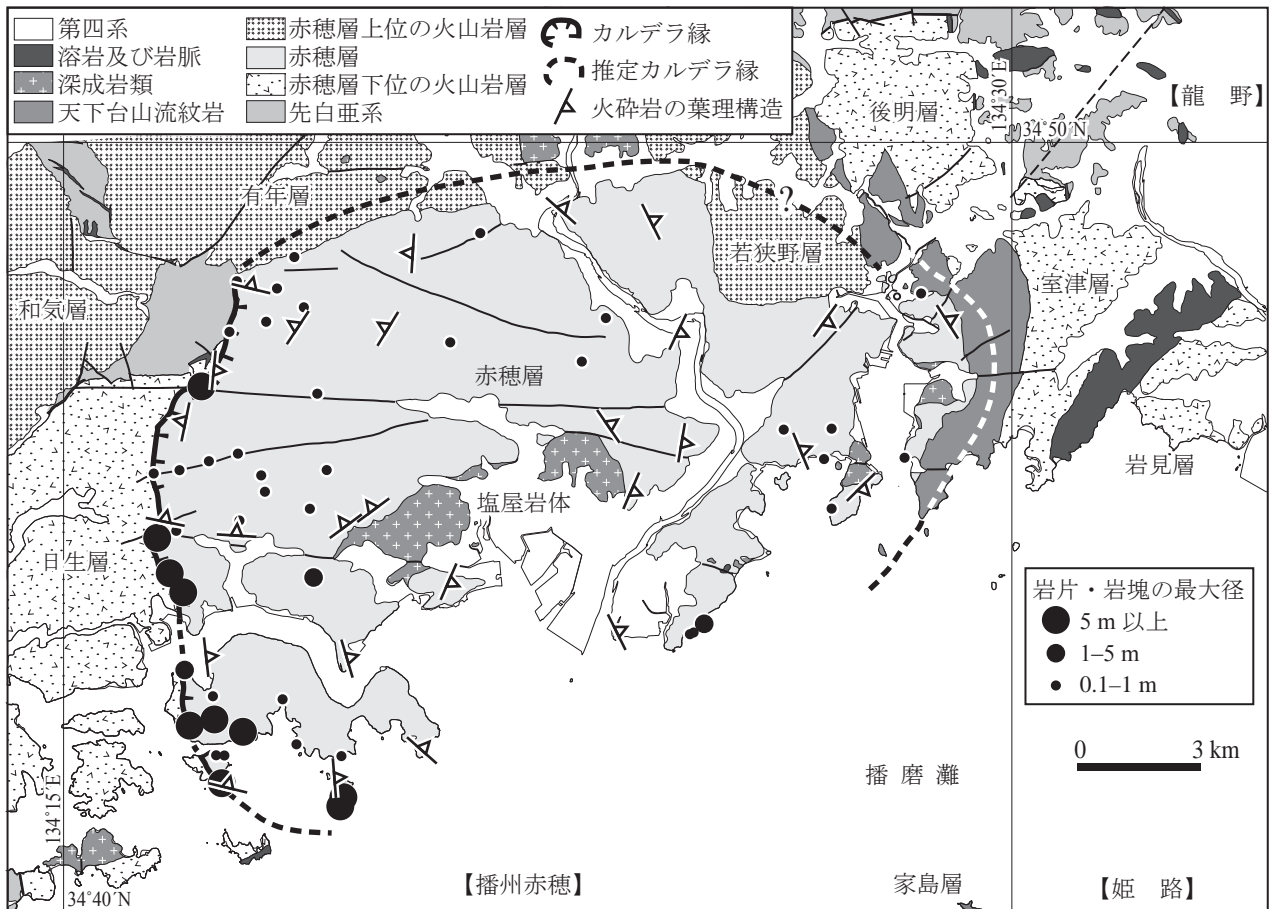 第四系
溶岩及び岩脈
深成岩類
天下台山流紋岩
赤穂層上位の火山岩層
赤穂層
赤穂層下位の火山岩層
先白亜系
カルデラ縁
推定カルデラ縁
火砕岩の葉理構造
134°30´E
【龍 野】
後明層
34°50´N
有年層
?
若狭野層
室津層
和気層
赤穂層
岩見層
塩屋岩体
日生層
岩片・岩塊の最大径
5 m 以上
1–5 m
0.1–1 m
0 3 km
播 磨 灘
134°15´E
【播州赤穂】
家島層
【姫 路】
34°40´N